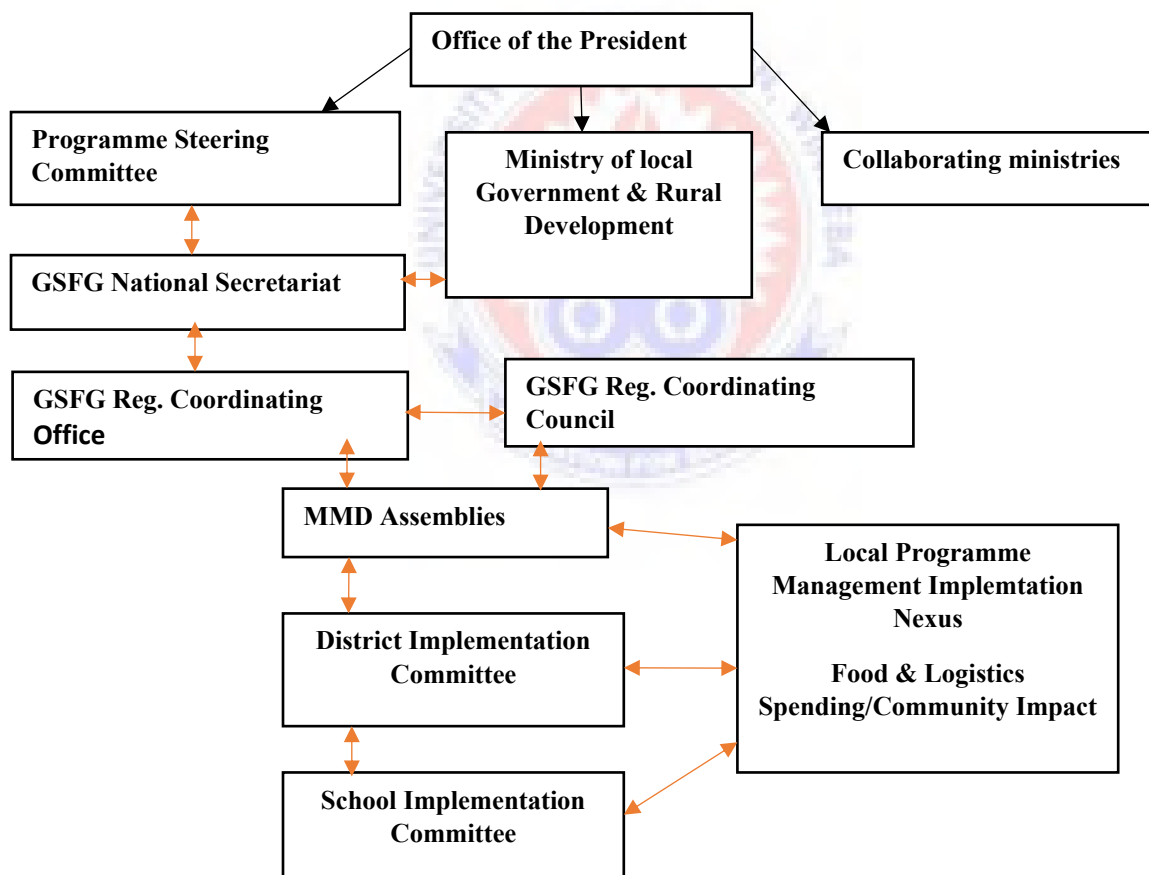 Office of the President
Programme Steering
Committee
Ministry of local
Government & Rural
Development
Collaborating ministries
GSFG National Secretariat
GSFG Reg. Coordinating
Office
GSFG Reg. Coordinating
Council
MMD Assemblies
Local Programme
Management Implemtation
Nexus
Food & Logistics
Spending/Community Impact
District Implementation
Committee
School Implementation
Committee